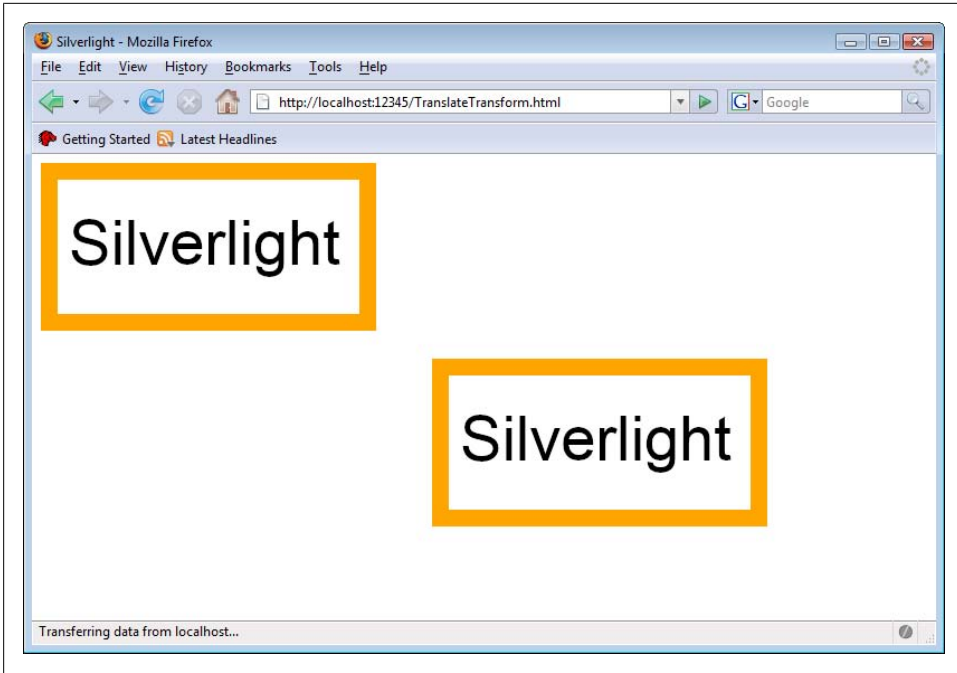 Silverlight - Mozilla Firefox
File Edit View History Bookmarks Tools Help
http://localhost:12345/TranslateTransform.html G Google
Getting Started Latest Headlines
Silverlight
Silverlight
Transferring data from localhost...